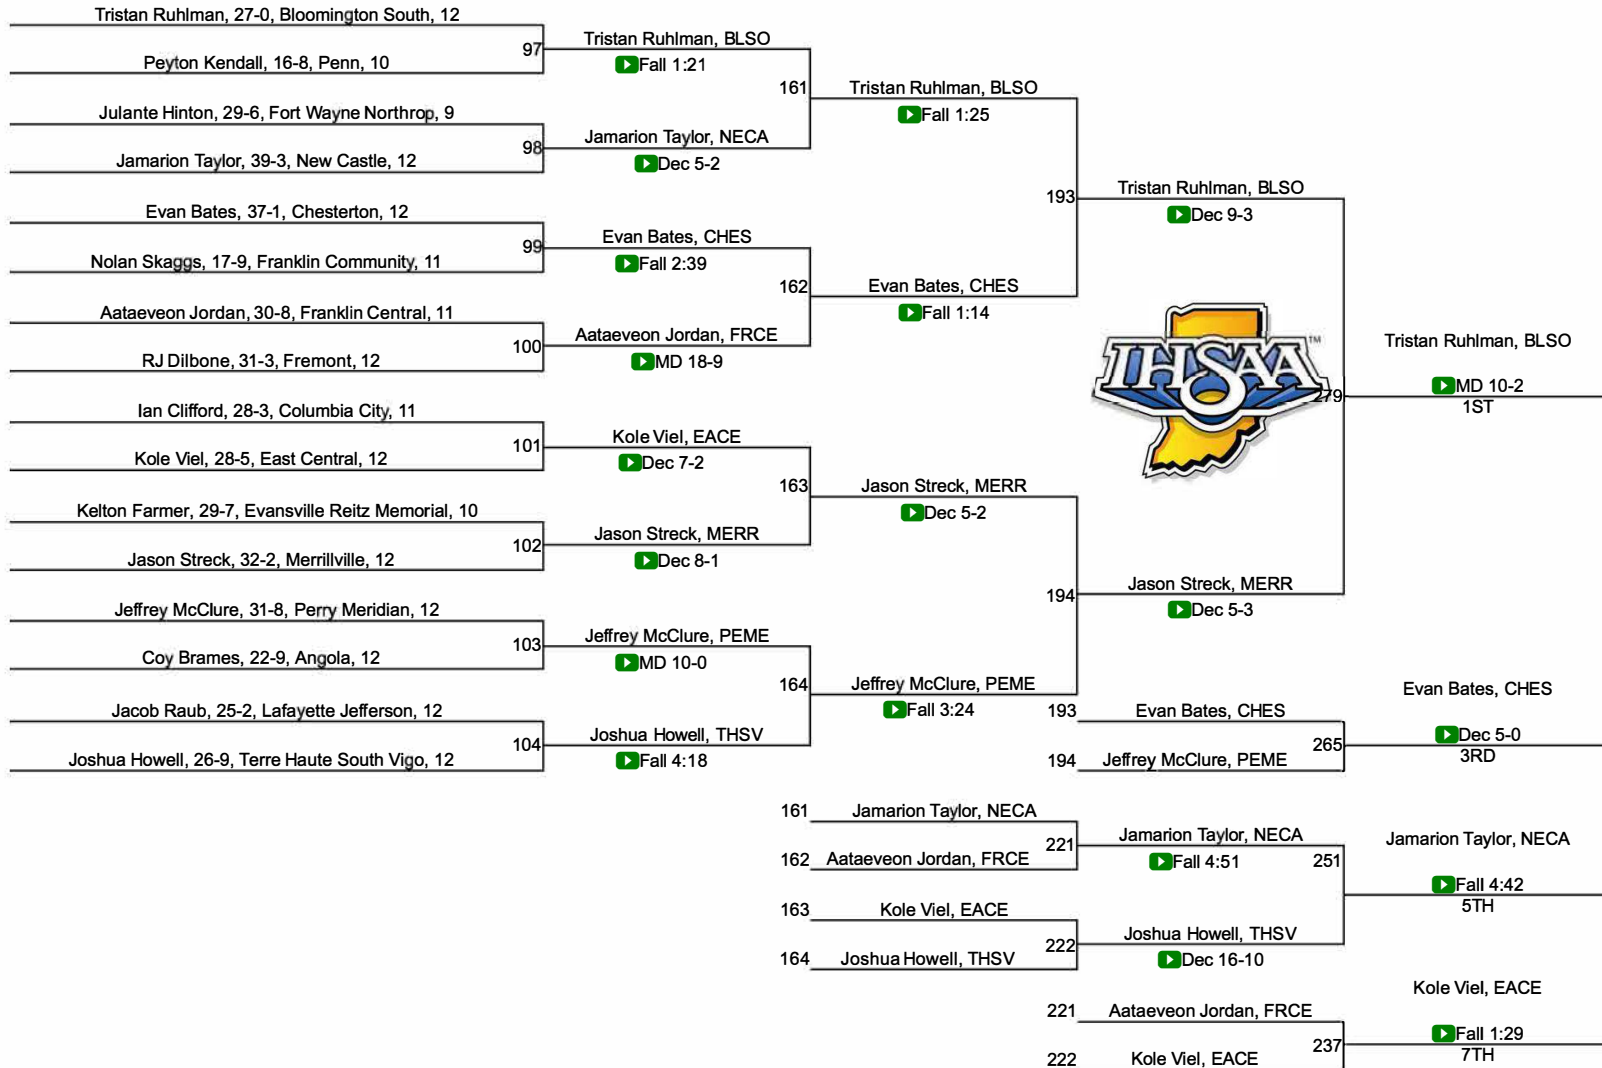 Tristan Ruhlman, 27-0, Bloomington South, 12
97
Peyton Kendall, 16-8, Penn, 10
Tristan Ruhlman, BLSO
Fall 1:21
161
Julante Hinton, 29-6, Fort Wayne Northrop, 9
98
Jamarion Taylor, 39-3, New Castle, 12
Jamarion Taylor, NECA
Dec 5-2
Tristan Ruhlman, BLSO
Fall 1:25
193
Evan Bates, 37-1, Chesterton, 12
99
Nolan Skaggs, 17-9, Franklin Community, 11
Evan Bates, CHES
Fall 2:39
162
Aataeveon Jordan, 30-8, Franklin Central, 11
100
RJ Dilbone, 31-3, Fremont, 12
Aataeveon Jordan, FRCE
MD 18-9
Evan Bates, CHES
Fall 1:14
Tristan Ruhlman, BLSO
Dec 9-3
IHSAA
TM
279
Tristan Ruhlman, BLSO
MD 10-2
1ST
Ian Clifford, 28-3, Columbia City, 11
101
Kole Viel, 28-5, East Central, 12
Kole Viel, EACE
Dec 7-2
163
Kelton Farmer, 29-7, Evansville Reitz Memorial, 10
102
Jason Streck, 32-2, Merrillville, 12
Jason Streck, MERR
Dec 8-1
Jason Streck, MERR
Dec 5-2
194
Jeffrey McClure, 31-8, Perry Meridian, 12
103
Coy Brames, 22-9, Angola, 12
Jeffrey McClure, PEME
MD 10-0
164
Jacob Raub, 25-2, Lafayette Jefferson, 12
104
Joshua Howell, 26-9, Terre Haute South Vigo, 12
Joshua Howell, THSV
Fall 4:18
Jeffrey McClure, PEME
Fall 3:24
Jason Streck, MERR
Dec 5-3
193
Evan Bates, CHES
265
194
Jeffrey McClure, PEME
Evan Bates, CHES
Dec 5-0
3RD
161
Jamarion Taylor, NECA
221
162
Aataeveon Jordan, FRCE
Jamarion Taylor, NECA
Fall 4:51
251
163
Kole Viel, EACE
222
164
Joshua Howell, THSV
Joshua Howell, THSV
Dec 16-10
Jamarion Taylor, NECA
Fall 4:42
5TH
221
Aataeveon Jordan, FRCE
237
222
Kole Viel, EACE
Kole Viel, EACE
Fall 1:29
7TH